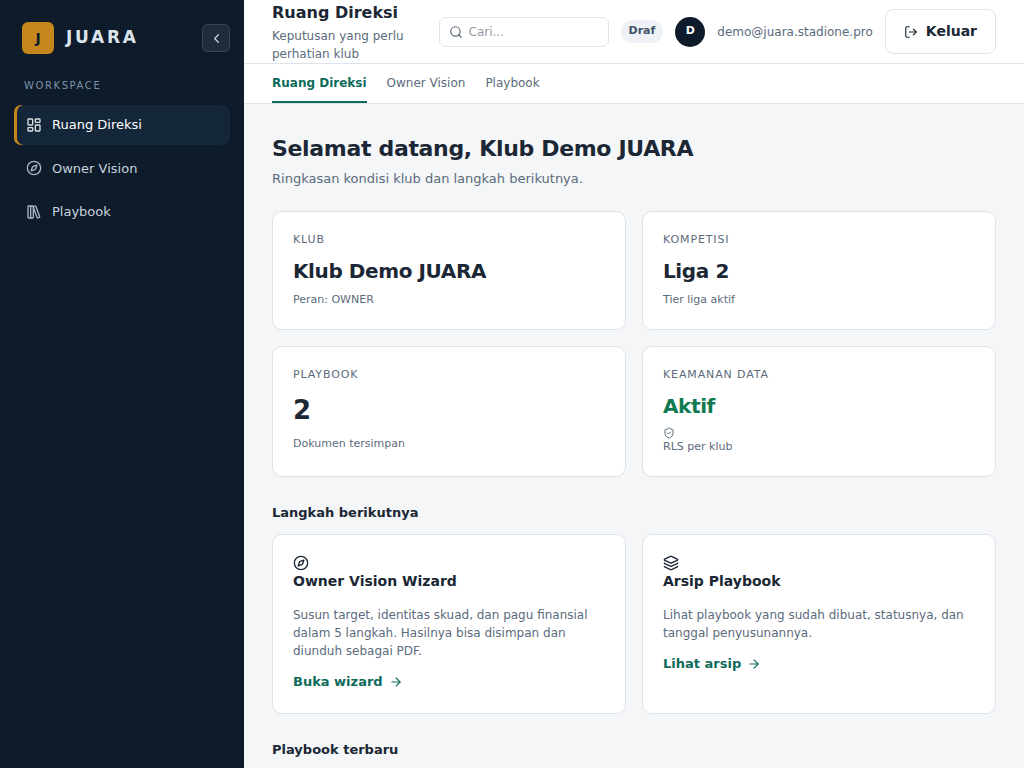 J
JUARA
WORKSPACE
Ruang Direksi
Owner Vision
Playbook
Ruang Direksi
Keputusan yang perlu
perhatian klub
Cari...
Draf
D
demo@juara.stadione.pro
Keluar
Ruang Direksi
Owner Vision
Playbook
Selamat datang, Klub Demo JUARA
Ringkasan kondisi klub dan langkah berikutnya.
KLUB
Klub Demo JUARA
Peran: OWNER
KOMPETISI
Liga 2
Tier liga aktif
PLAYBOOK
2
Dokumen tersimpan
KEAMANAN DATA
Aktif
RLS per klub
Langkah berikutnya
Owner Vision Wizard
Susun target, identitas skuad, dan pagu finansial
dalam 5 langkah. Hasilnya bisa disimpan dan
diunduh sebagai PDF.
Buka wizard
Arsip Playbook
Lihat playbook yang sudah dibuat, statusnya, dan
tanggal penyusunannya.
Lihat arsip
Playbook terbaru